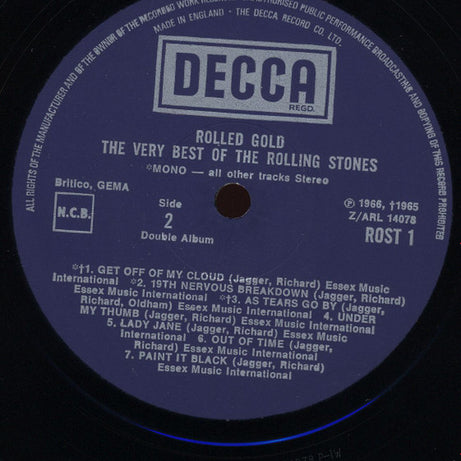 ALL RIGHTS OF THE MANUFACTURER AND OF THE OWNER OF THE RECORDING WORK RESERVED UNAUTHORISED PUBLIC PERFORMANCE BROADCASTING AND COPYING OF THIS RECORD PROHIBITED
MADE IN ENGLAND · THE DECCA RECORD CO. LTD.
DECCA
REGD.
ROLLED GOLD
THE VERY BEST OF THE ROLLING STONES
*MONO — all other tracks Stereo
Britico, GEMA
N.C.B.
Side
2
Double Album
Ⓟ 1966, †1965
Z/ARL 14078
ROST 1
*†1. GET OFF OF MY CLOUD (Jagger, Richard) Essex Music
International *2. 19TH NERVOUS BREAKDOWN (Jagger, Richard)
Essex Music International *†3. AS TEARS GO BY (Jagger,
Richard, Oldham) Essex Music International 4. UNDER
MY THUMB (Jagger, Richard) Essex Music International
5. LADY JANE (Jagger, Richard) Essex Music
International 6. OUT OF TIME (Jagger,
Richard) Essex Music International
7. PAINT IT BLACK (Jagger, Richard)
Essex Music International